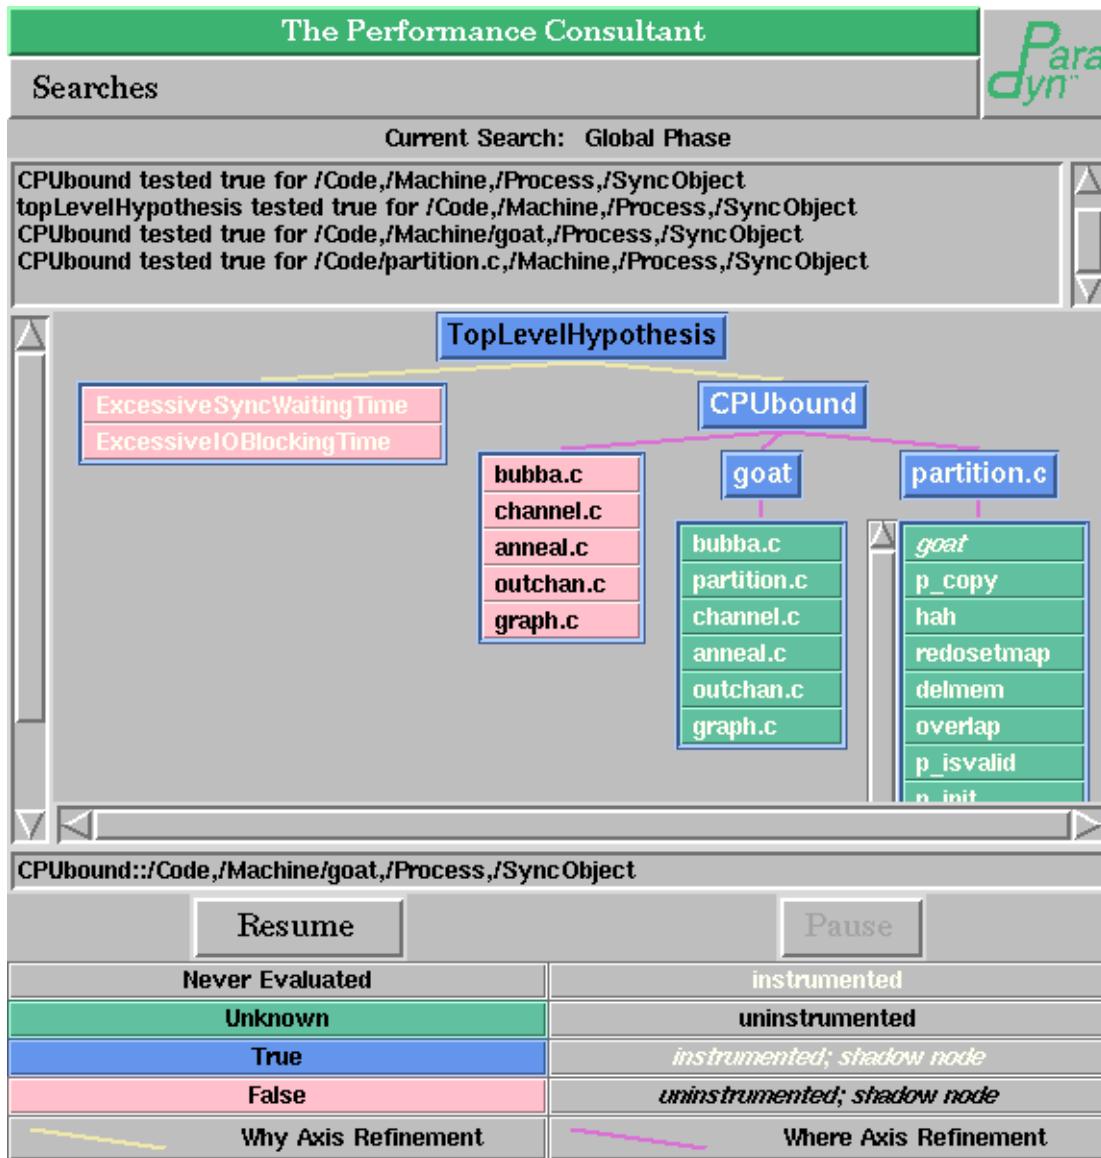 The Performance Consultant
Paradyn
Searches
Current Search: Global Phase
CPUbound tested true for /Code,/Machine,/Process,/SyncObject
topLevelHypothesis tested true for /Code,/Machine,/Process,/SyncObject
CPUbound tested true for /Code,/Machine/goat,/Process,/SyncObject
CPUbound tested true for /Code/partition.c,/Machine,/Process,/SyncObject
TopLevelHypothesis
ExcessiveSyncWaitingTime
ExcessiveIOBlockingTime
CPUbound
bubba.c
channel.c
anneal.c
outchan.c
graph.c
goat
bubba.c
partition.c
channel.c
anneal.c
outchan.c
graph.c
partition.c
goat
p_copy
hah
redosetmap
delmem
overlap
p_isvalid
p_init
CPUbound::/Code,/Machine/goat,/Process,/SyncObject
Resume
Pause
Never Evaluated
instrumented
Unknown
uninstrumented
True
instrumented; shadow node
False
uninstrumented; shadow node
Why Axis Refinement
Where Axis Refinement